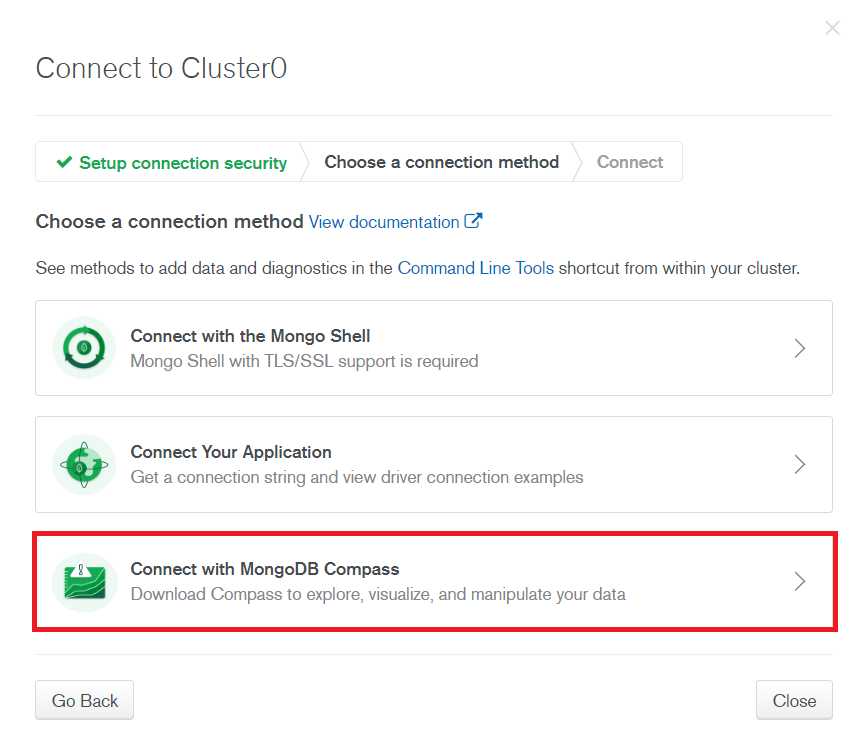 Connect to Cluster0
Setup connection security
Choose a connection method
Connect
Choose a connection method View documentation
See methods to add data and diagnostics in the Command Line Tools shortcut from within your cluster.
Connect with the Mongo Shell
Mongo Shell with TLS/SSL support is required
Connect Your Application
Get a connection string and view driver connection examples
Connect with MongoDB Compass
Download Compass to explore, visualize, and manipulate your data
Go Back
Close